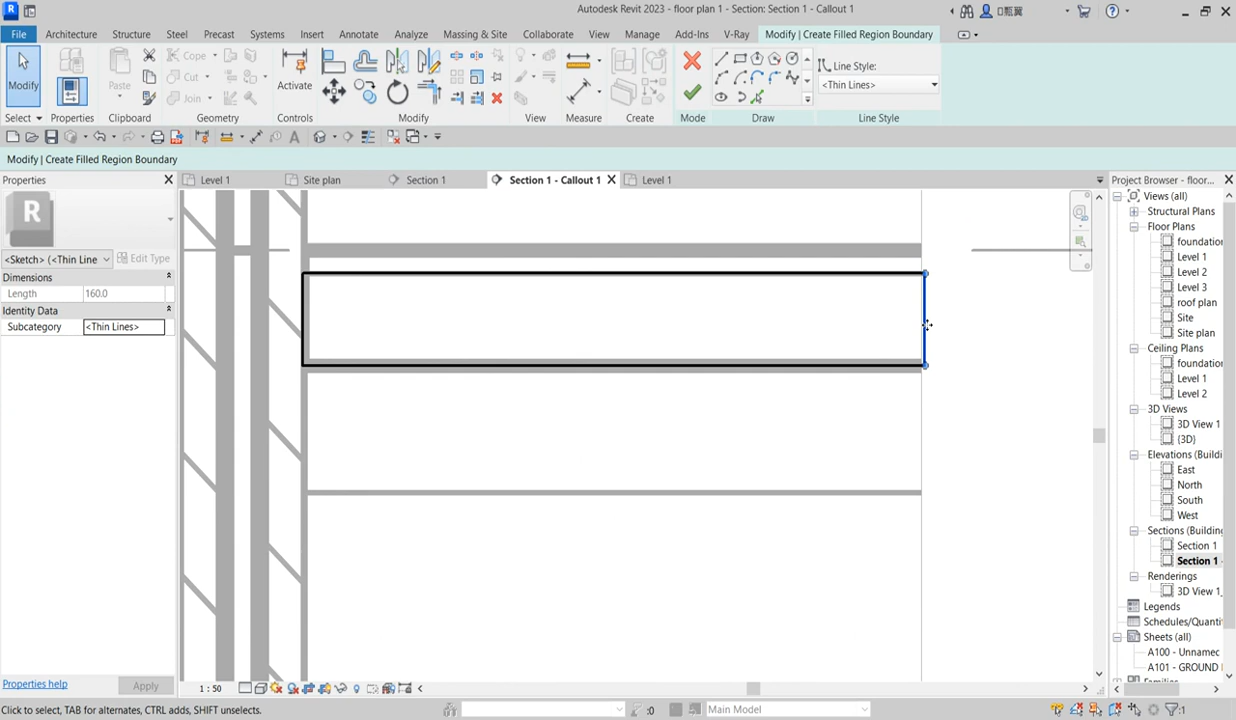 Autodesk Revit 2023 - floor plan 1 - Section: Section 1 - Callout 1
File Architecture Structure Steel Precast Systems Insert Annotate Analyze Massing & Site Collaborate View Manage Add-Ins V-Ray Modify | Create Filled Region Boundary
Modify
Paste
Cope
Cut
Join
Activate
Line Style:
<Thin Lines>
Select Properties Clipboard Geometry Controls Modify View Measure Create Mode Draw Line Style
Modify | Create Filled Region Boundary
Properties
Level 1
Site plan
Section 1
Section 1 - Callout 1
Level 1
Project Browser - floor...
<Sketch> (<Thin Line
Edit Type
Dimensions
Length 160.0
Identity Data
Subcategory <Thin Lines>
Views (all)
Structural Plans
Floor Plans
foundation
Level 1
Level 2
Level 3
roof plan
Site
Site plan
Ceiling Plans
foundation
Level 1
Level 2
3D Views
3D View 1
{3D}
Elevations (Buildi
East
North
South
West
Sections (Building
Section 1
Section 1 -
Renderings
3D View 1_
Legends
Schedules/Quanti
Sheets (all)
A100 - Unnamec
A101 - GROUND
Properties help
Apply
1 : 50
Click to select, TAB for alternates, CTRL adds, SHIFT unselects.
:0
Main Model
:1